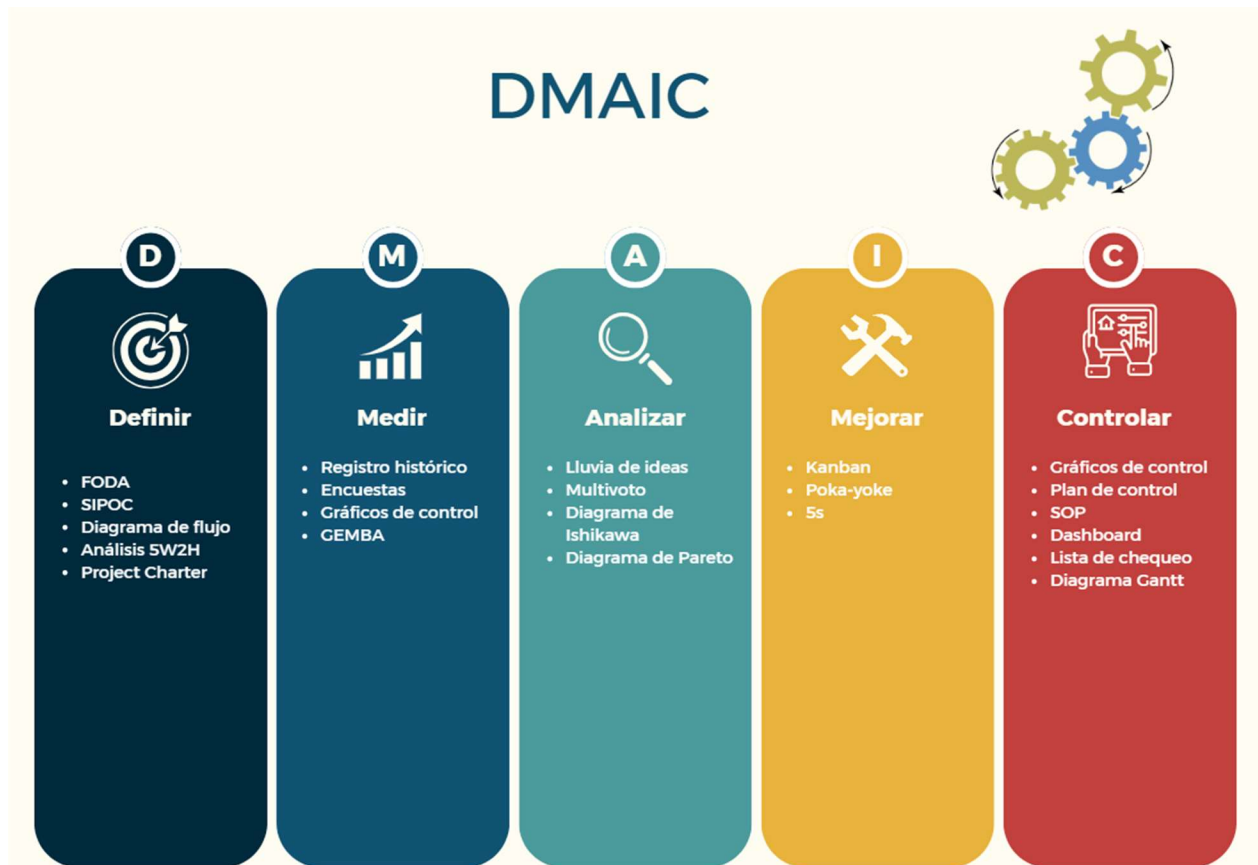 DMAIC
D
Definir
• FODA
• SIPOC
• Diagrama de flujo
• Análisis 5W2H
• Project Charter
M
Medir
• Registro histórico
• Encuestas
• Gráficos de control
• GEMBA
A
Analizar
• Lluvia de ideas
• Multivoto
• Diagrama de
Ishikawa
• Diagrama de Pareto
I
Mejorar
• Kanban
• Poka-yoke
• 5s
C
Controlar
• Gráficos de control
• Plan de control
• SOP
• Dashboard
• Lista de chequeo
• Diagrama Gantt